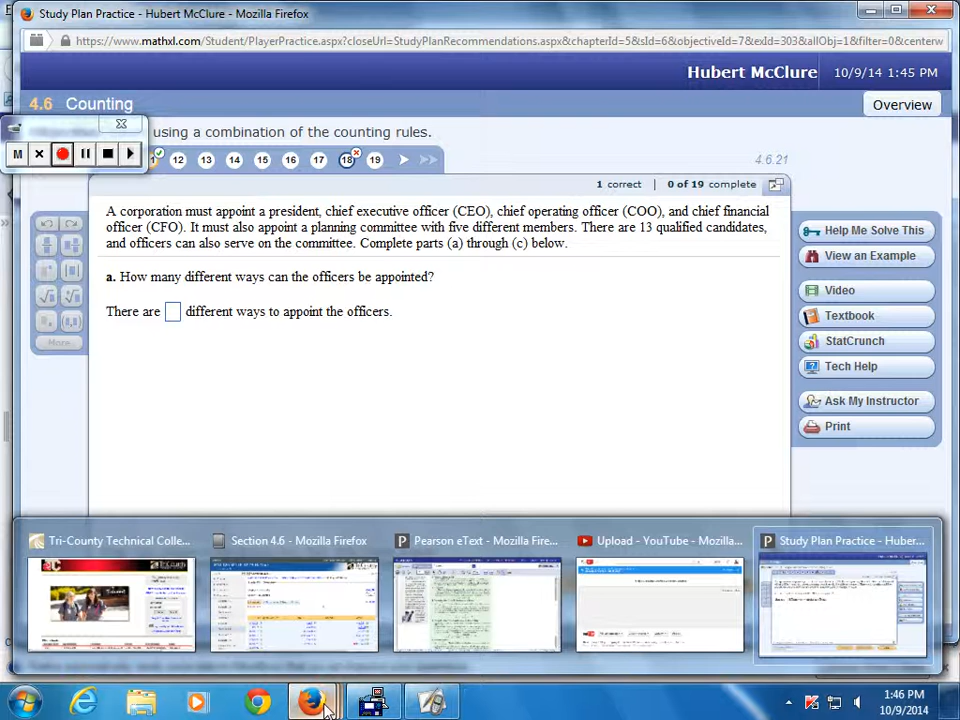 Study Plan Practice - Hubert McClure - Mozilla Firefox
https://www.mathxl.com/Student/PlayerPractice.aspx?closeUrl=StudyPlanRecommendations.aspx&chapterId=5&sId=6&objectiveId=7&exId=303&allObj=1&filter=0&centerw
Hubert McClure 10/9/14 1:45 PM
4.6 Counting
Overview
using a combination of the counting rules.
M
1 12 13 14 15 16 17 18 19
4.6.21
1 correct 0 of 19 complete
A corporation must appoint a president, chief executive officer (CEO), chief operating officer (COO), and chief financial
officer (CFO). It must also appoint a planning committee with five different members. There are 13 qualified candidates,
and officers can also serve on the committee. Complete parts (a) through (c) below.
a. How many different ways can the officers be appointed?
There are different ways to appoint the officers.
More
Help Me Solve This
View an Example
Video
Textbook
StatCrunch
Tech Help
Ask My Instructor
Print
Tri-County Technical Colle...
Section 4.6 - Mozilla Firefox
Pearson eText - Mozilla Fire...
Upload - YouTube - Mozilla...
Study Plan Practice - Huber...
1:46 PM
10/9/2014